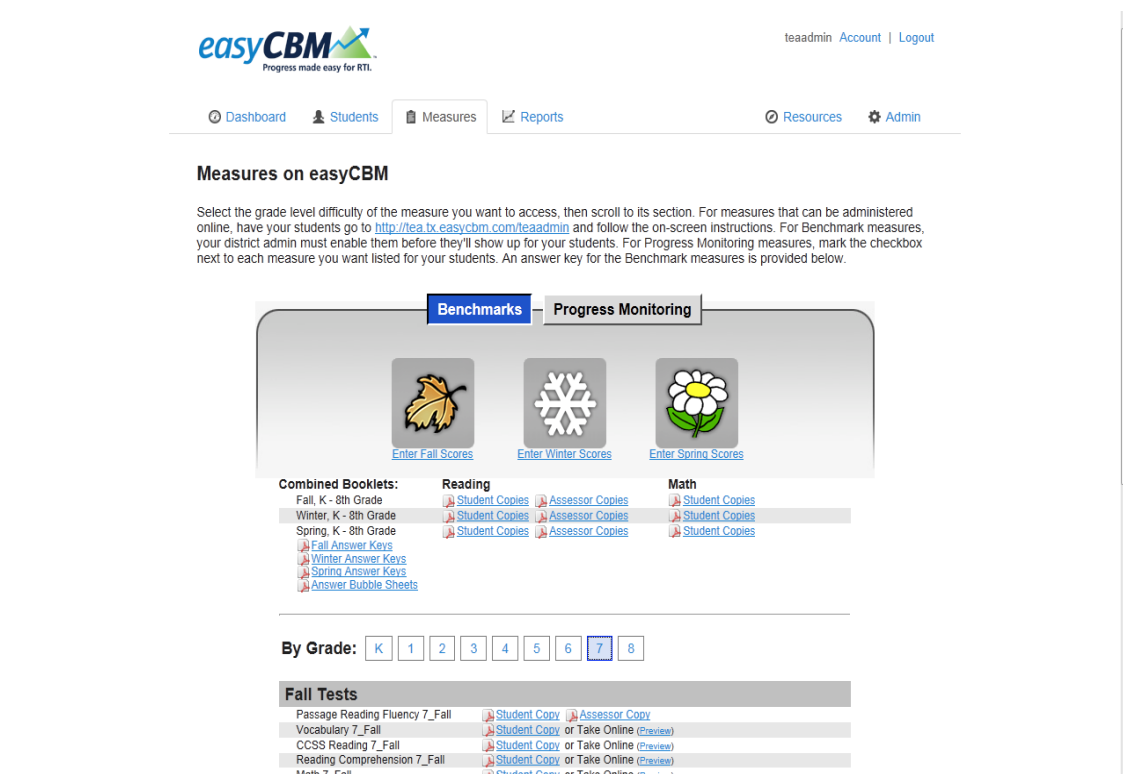 easyCBM
Progress made easy for RTI.
teaadmin Account | Logout
Dashboard Students Measures Reports Resources Admin
Measures on easyCBM
Select the grade level difficulty of the measure you want to access, then scroll to its section. For measures that can be administered
online, have your students go to http://tea.tx.easycbm.com/teaadmin and follow the on-screen instructions. For Benchmark measures,
your district admin must enable them before they'll show up for your students. For Progress Monitoring measures, mark the checkbox
next to each measure you want listed for your students. An answer key for the Benchmark measures is provided below.
Benchmarks Progress Monitoring
Enter Fall Scores Enter Winter Scores Enter Spring Scores
Combined Booklets: Reading Math
Fall, K - 8th Grade Student Copies Assessor Copies Student Copies
Winter, K - 8th Grade Student Copies Assessor Copies Student Copies
Spring, K - 8th Grade Student Copies Assessor Copies Student Copies
Fall Answer Keys
Winter Answer Keys
Spring Answer Keys
Answer Bubble Sheets
By Grade: K 1 2 3 4 5 6 7 8
Fall Tests
Passage Reading Fluency 7_Fall Student Copy Assessor Copy
Vocabulary 7_Fall Student Copy or Take Online (Preview)
CCSS Reading 7_Fall Student Copy or Take Online (Preview)
Reading Comprehension 7_Fall Student Copy or Take Online (Preview)
Math 7_Fall Student Copy or Take Online (Preview)